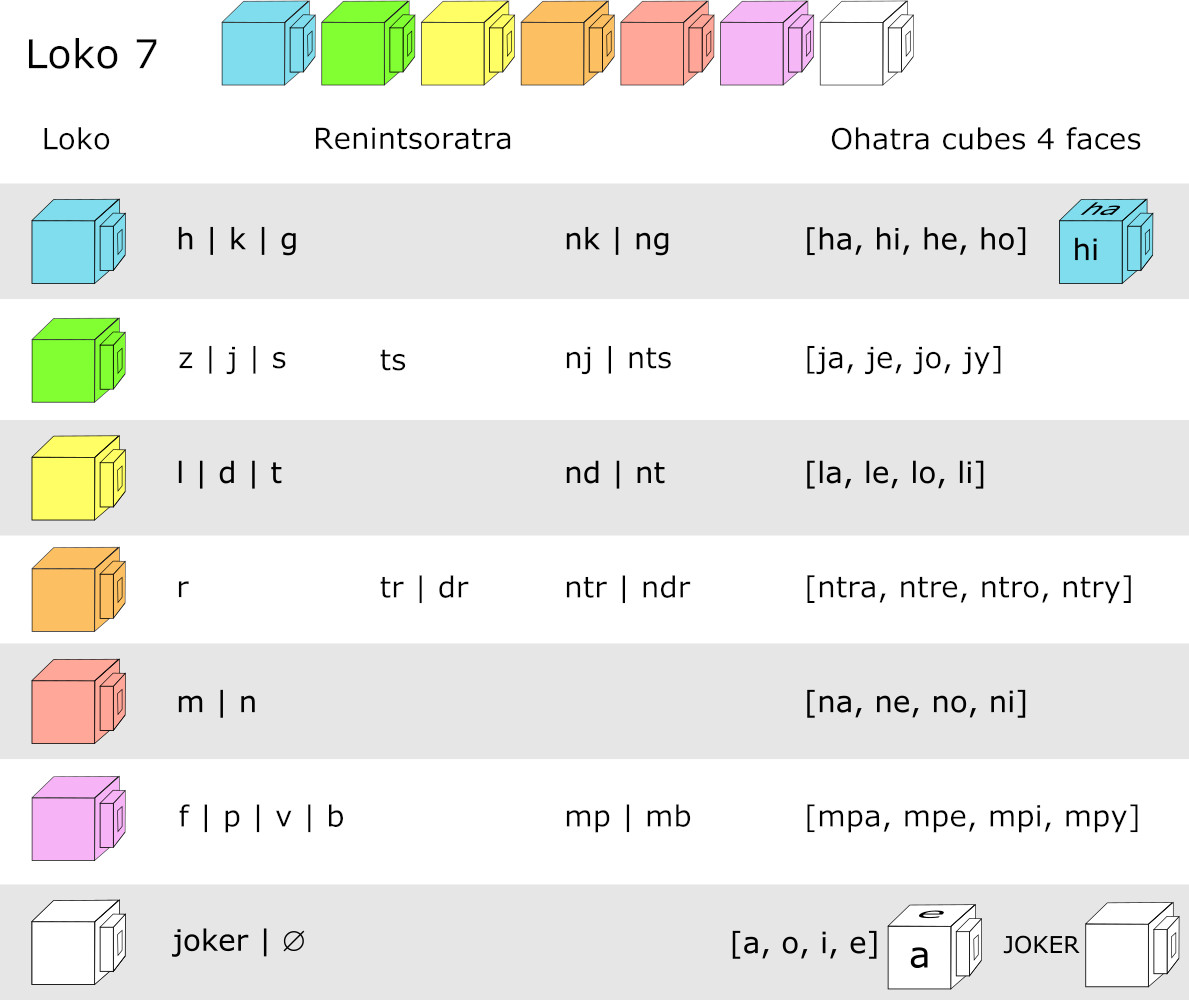 Loko 7
Loko Renintsoratra Ohatra cubes 4 faces
h | k | g nk | ng [ha, hi, he, ho] ha hi
z | j | s ts nj | nts [ja, je, jo, jy]
l | d | t nd | nt [la, le, lo, li]
r tr | dr ntr | ndr [ntra, ntre, ntro, ntry]
m | n [na, ne, no, ni]
f | p | v | b mp | mb [mpa, mpe, mpi, mpy]
joker | ∅ [a, o, i, e] e a JOKER